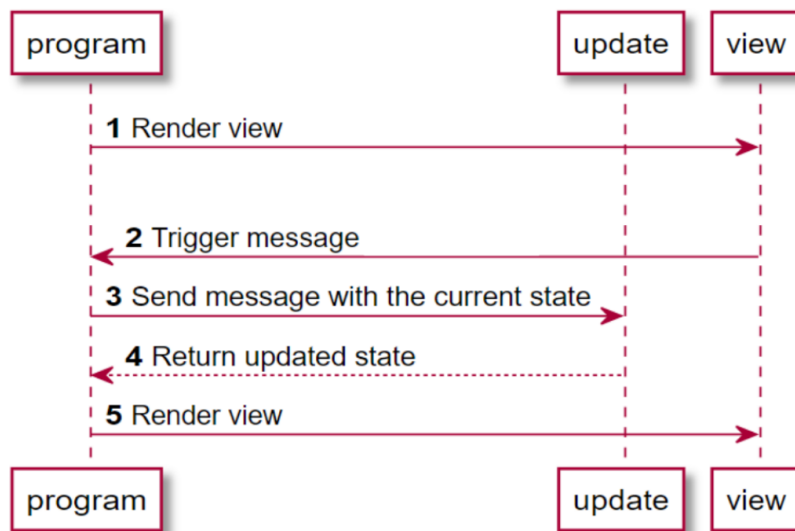 program update view
1 Render view
2 Trigger message
3 Send message with the current state
4 Return updated state
5 Render view
program update view